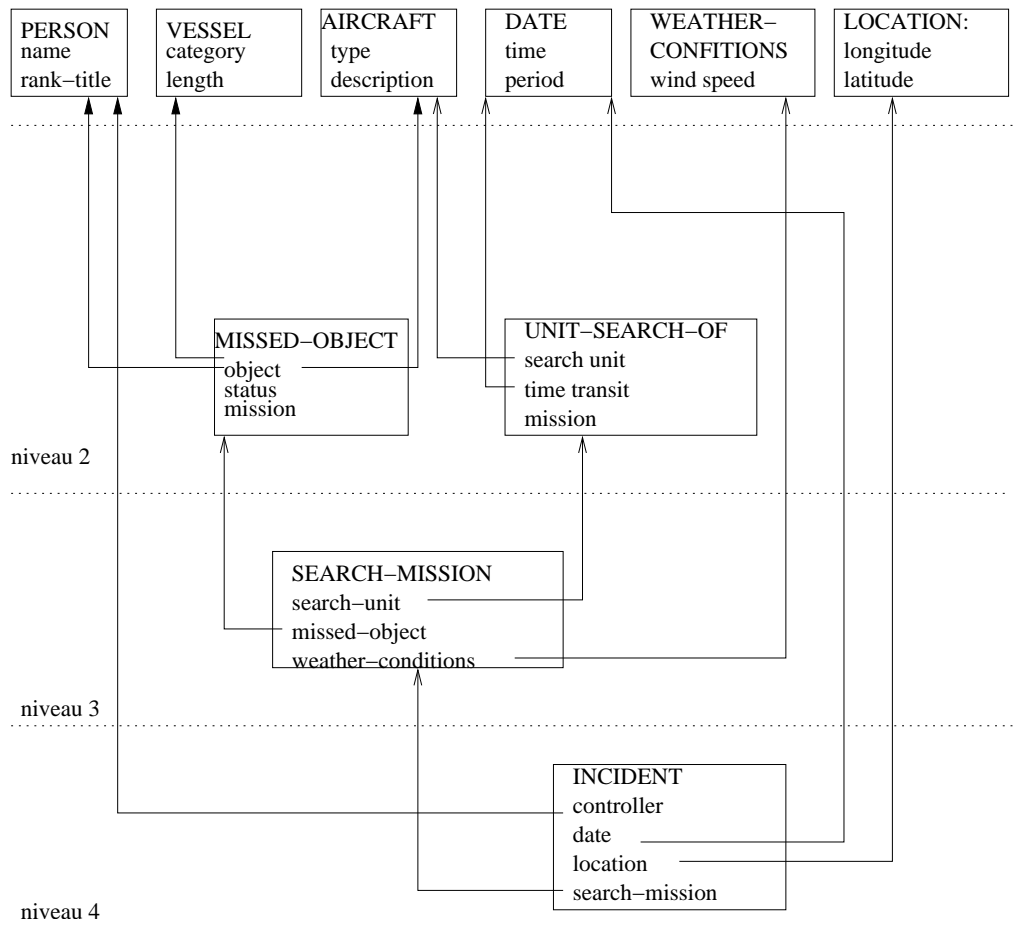 PERSON
name
rank−title
VESSEL
category
length
AIRCRAFT
type
description
DATE
time
period
WEATHER−
CONFITIONS
wind speed
LOCATION:
longitude
latitude
MISSED−OBJECT
object
status
mission
UNIT−SEARCH−OF
search unit
time transit
mission
niveau 2
SEARCH−MISSION
search−unit
missed−object
weather−conditions
niveau 3
INCIDENT
controller
date
location
search−mission
niveau 4